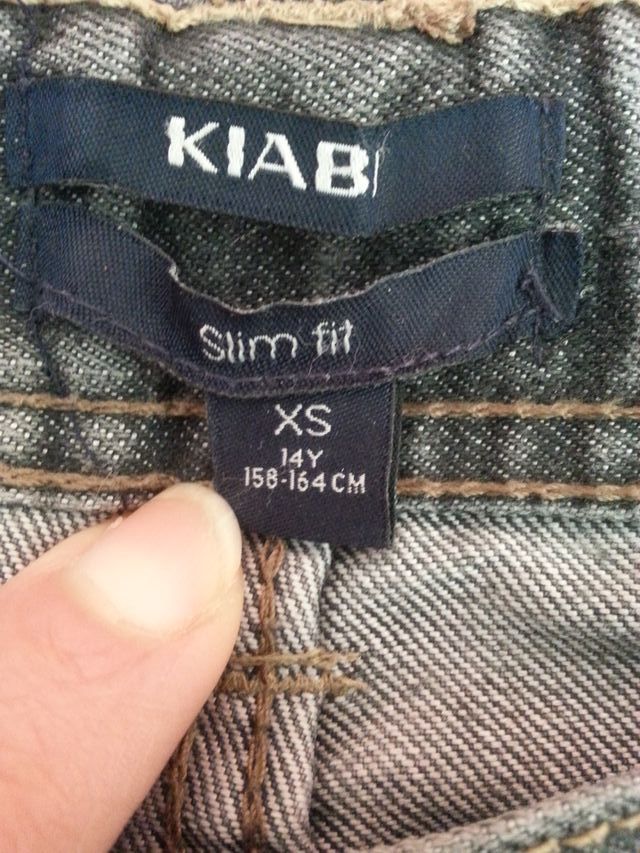 KIABI
Slim fit
XS
14Y
158-164 CM